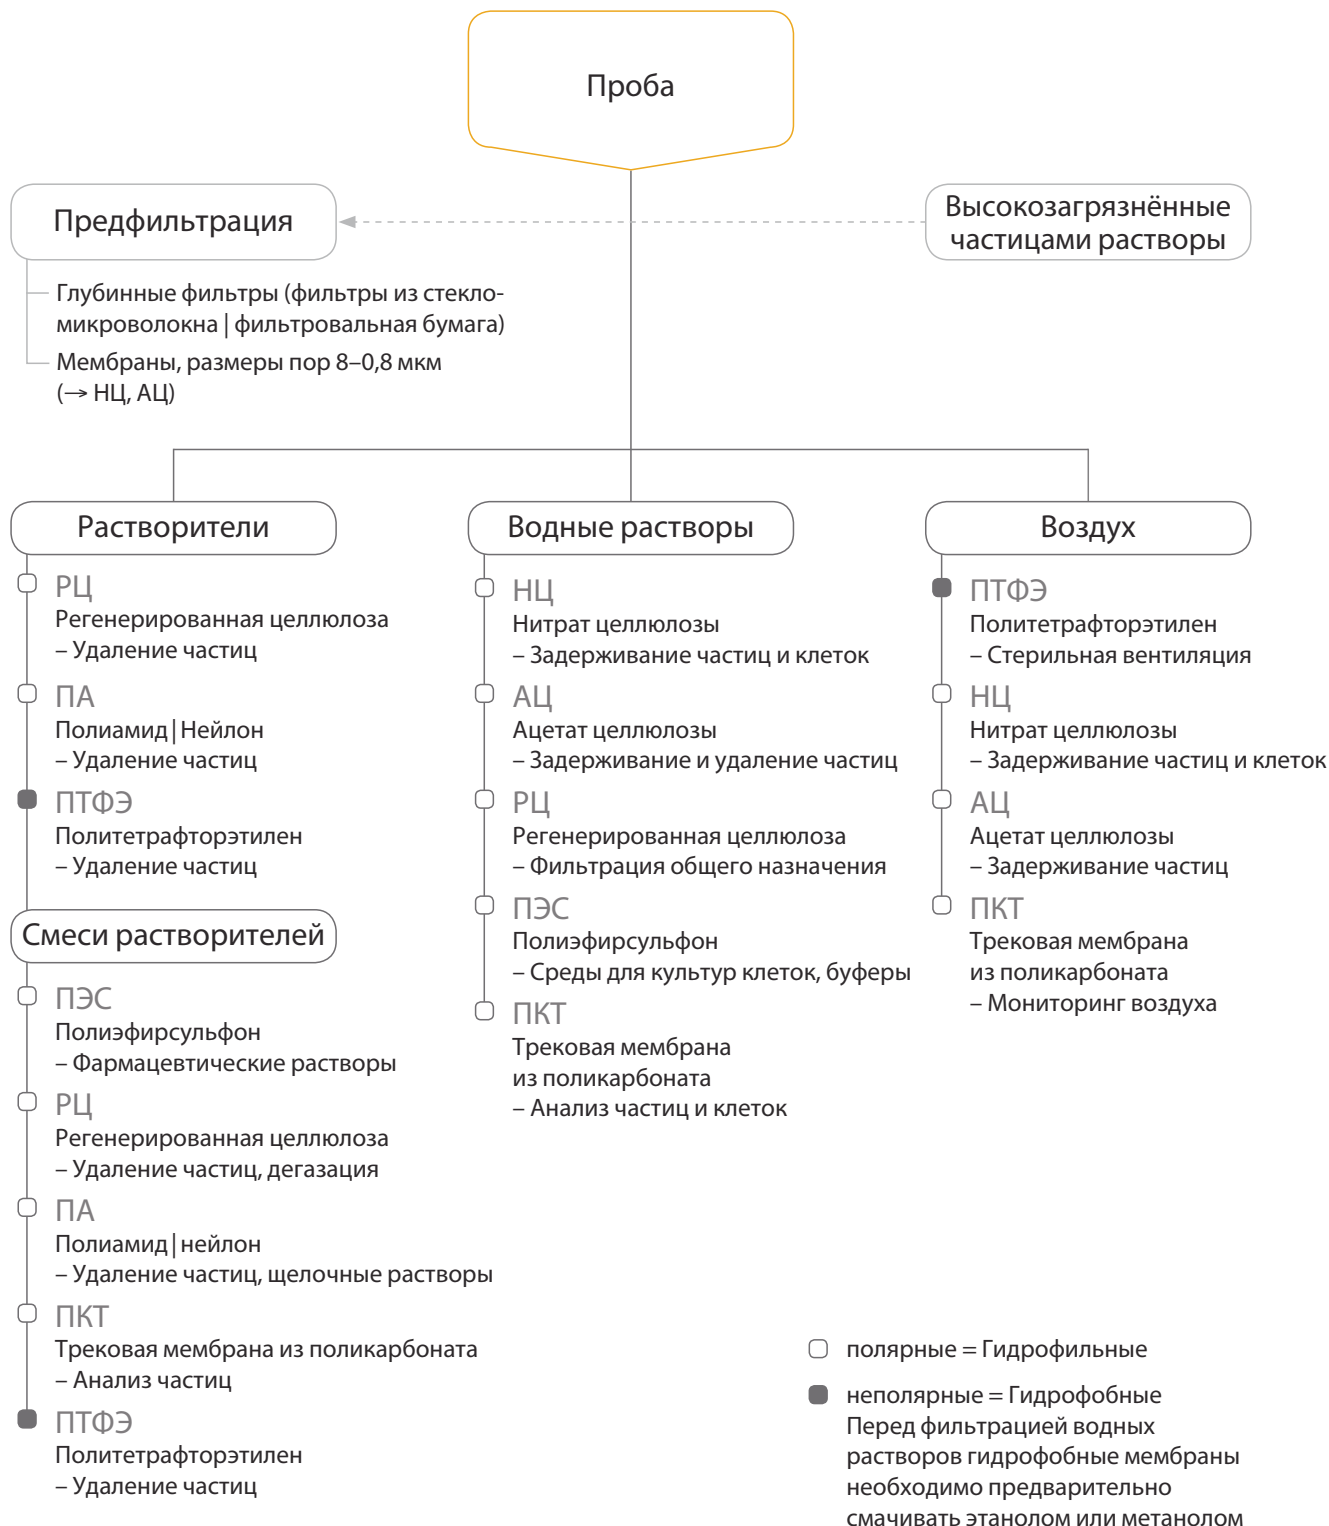 Проба
Предфильтрация
Высокозагрязнённые
частицами растворы
Глубинные фильтры (фильтры из стекло-
микроволокна | фильтровальная бумага)
Мембраны, размеры пор 8–0,8 мкм
(→ НЦ, АЦ)
Растворители
РЦ
Регенерированная целлюлоза
– Удаление частиц
ПА
Полиамид|Нейлон
– Удаление частиц
ПТФЭ
Политетрафторэтилен
– Удаление частиц
Смеси растворителей
ПЭС
Полиэфирсульфон
– Фармацевтические растворы
РЦ
Регенерированная целлюлоза
– Удаление частиц, дегазация
ПА
Полиамид|нейлон
– Удаление частиц, щелочные растворы
ПКТ
Трековая мембрана из поликарбоната
– Анализ частиц
ПТФЭ
Политетрафторэтилен
– Удаление частиц
Водные растворы
НЦ
Нитрат целлюлозы
– Задерживание частиц и клеток
АЦ
Ацетат целлюлозы
– Задерживание и удаление частиц
РЦ
Регенерированная целлюлоза
– Фильтрация общего назначения
ПЭС
Полиэфирсульфон
– Среды для культур клеток, буферы
ПКТ
Трековая мембрана
из поликарбоната
– Анализ частиц и клеток
Воздух
ПТФЭ
Политетрафторэтилен
– Стерильная вентиляция
НЦ
Нитрат целлюлозы
– Задерживание частиц и клеток
АЦ
Ацетат целлюлозы
– Задерживание частиц
ПКТ
Трековая мембрана
из поликарбоната
– Мониторинг воздуха
полярные = Гидрофильные
неполярные = Гидрофобные
Перед фильтрацией водных
растворов гидрофобные мембраны
необходимо предварительно
смачивать этанолом или метанолом